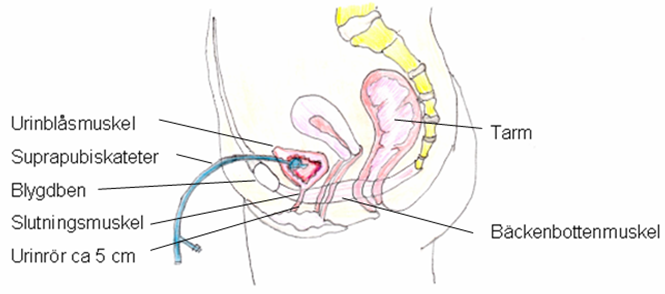 Urinblåsmuskel
Suprapubiskateter
Blygdben
Slutningsmuskel
Urinrör ca 5 cm
Tarm
Bäckenbottenmuskel